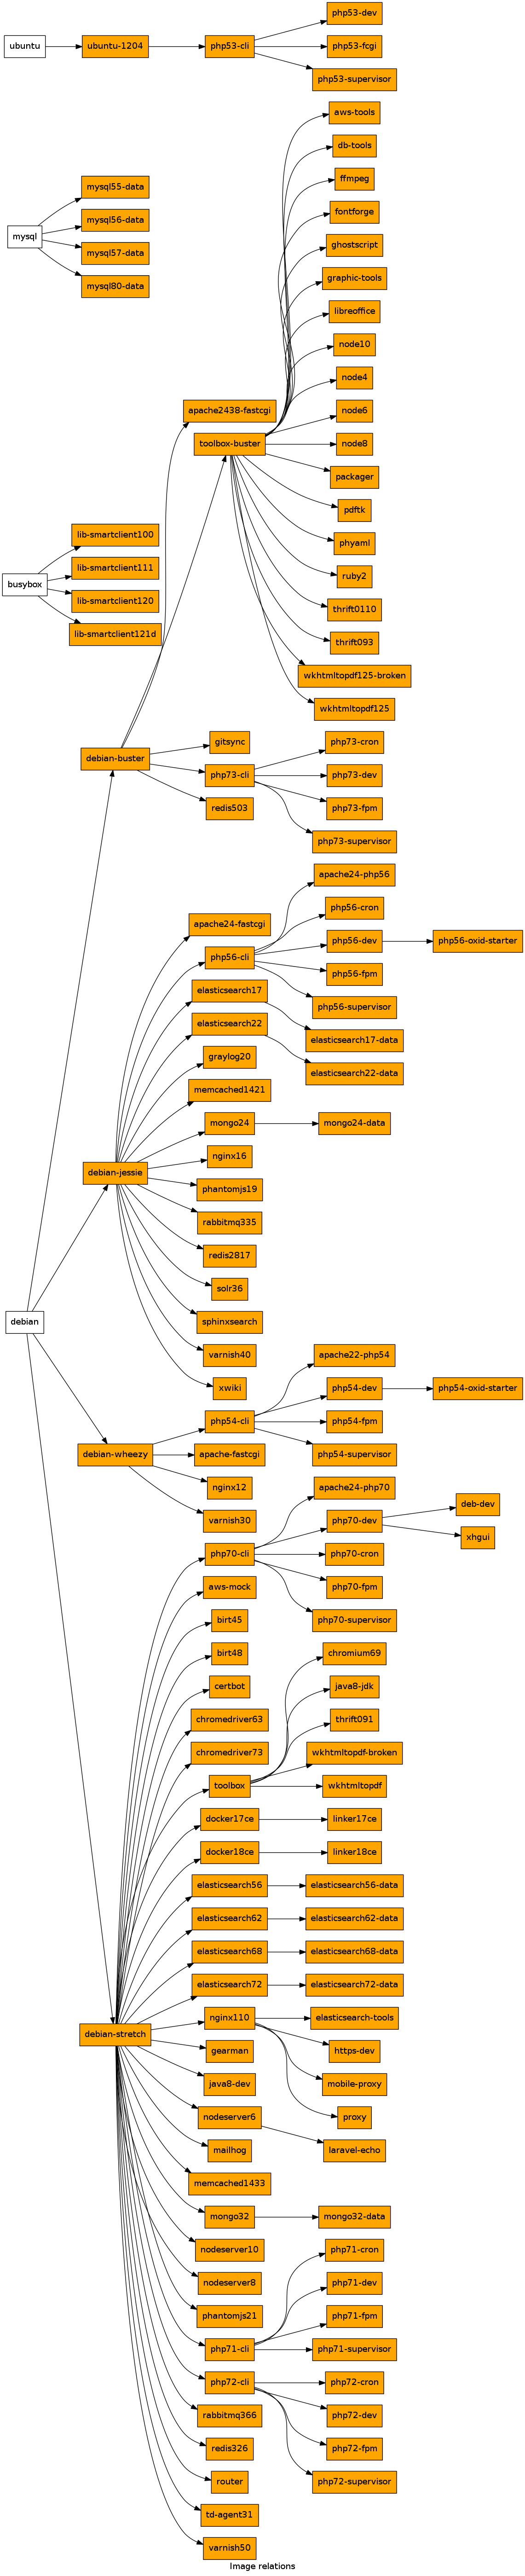 php53-dev
ubuntu
ubuntu-1204
php53-cli
php53-fcgi
php53-supervisor
aws-tools
db-tools
ffmpeg
mysql55-data
fontforge
mysql56-data
mysql
ghostscript
mysql57-data
graphic-tools
mysql80-data
libreoffice
node10
node4
apache2438-fastcgi
node6
toolbox-buster
node8
packager
pdftk
lib-smartclient100
phyaml
lib-smartclient111
ruby2
busybox
lib-smartclient120
thrift0110
lib-smartclient121d
thrift093
wkhtmltopdf125-broken
wkhtmltopdf125
gitsync
php73-cron
debian-buster
php73-cli
php73-dev
redis503
php73-fpm
php73-supervisor
apache24-php56
php56-cron
apache24-fastcgi
php56-dev
php56-oxid-starter
php56-cli
php56-fpm
elasticsearch17
php56-supervisor
elasticsearch22
elasticsearch17-data
graylog20
elasticsearch22-data
memcached1421
mongo24
mongo24-data
nginx16
debian-jessie
phantomjs19
rabbitmq335
redis2817
solr36
debian
sphinxsearch
varnish40
apache22-php54
xwiki
php54-dev
php54-oxid-starter
php54-cli
php54-fpm
debian-wheezy
apache-fastcgi
php54-supervisor
nginx12
apache24-php70
deb-dev
varnish30
php70-dev
xhgui
php70-cli
php70-cron
aws-mock
php70-fpm
birt45
php70-supervisor
birt48
chromium69
certbot
java8-jdk
chromedriver63
thrift091
chromedriver73
wkhtmltopdf-broken
toolbox
wkhtmltopdf
docker17ce
linker17ce
docker18ce
linker18ce
elasticsearch56
elasticsearch56-data
elasticsearch62
elasticsearch62-data
elasticsearch68
elasticsearch68-data
elasticsearch72
elasticsearch72-data
nginx110
elasticsearch-tools
debian-stretch
gearman
https-dev
java8-dev
mobile-proxy
nodeserver6
proxy
mailhog
laravel-echo
memcached1433
mongo32
mongo32-data
nodeserver10
php71-cron
nodeserver8
php71-dev
phantomjs21
php71-fpm
php71-cli
php71-supervisor
php72-cli
php72-cron
rabbitmq366
php72-dev
redis326
php72-fpm
router
php72-supervisor
td-agent31
varnish50
Image relations